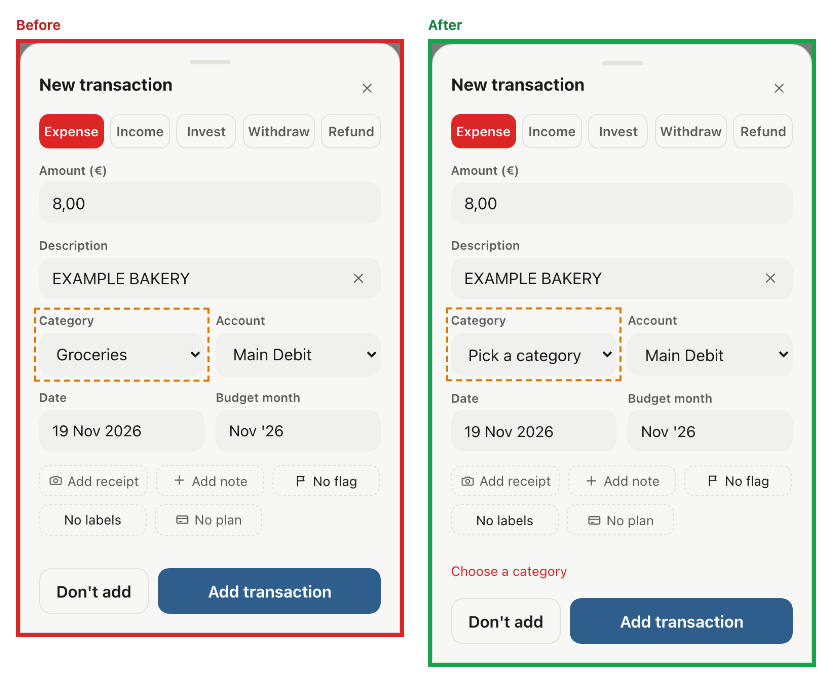 Before
New transaction
Expense Income Invest Withdraw Refund
Amount (€)
8,00
Description
EXAMPLE BAKERY
Category Account
Groceries Main Debit
Date Budget month
19 Nov 2026 Nov '26
Add receipt Add note No flag
No labels No plan
Don't add Add transaction
After
New transaction
Expense Income Invest Withdraw Refund
Amount (€)
8,00
Description
EXAMPLE BAKERY
Category Account
Pick a category Main Debit
Date Budget month
19 Nov 2026 Nov '26
Add receipt Add note No flag
No labels No plan
Choose a category
Don't add Add transaction